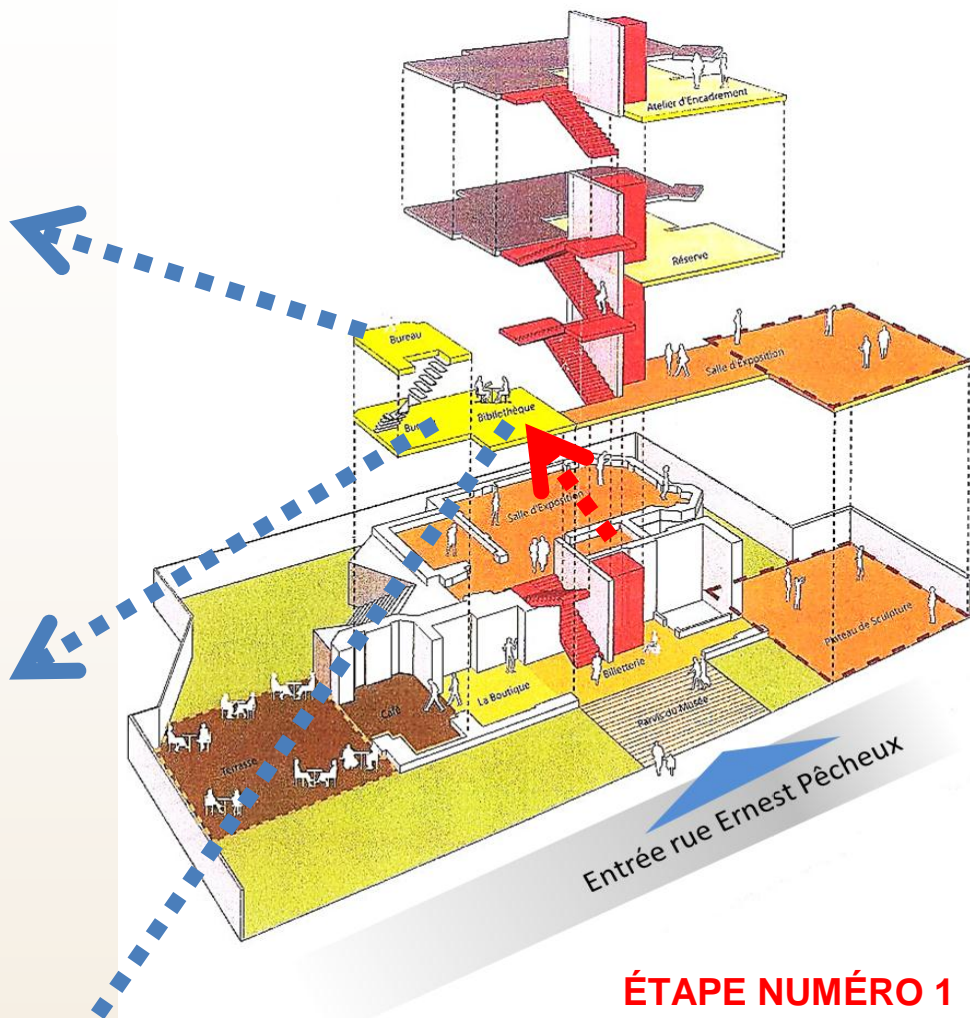 Atelier d'Encadrement
Réserve
Bureau
Salle d'Exposition
Bibliothèque
Salle d'Exposition
Plateau de Sculpture
Billetterie
La Boutique
Parvis du Musée
Café
Terrasse
Entrée rue Ernest Pêcheux
ÉTAPE NUMÉRO 1